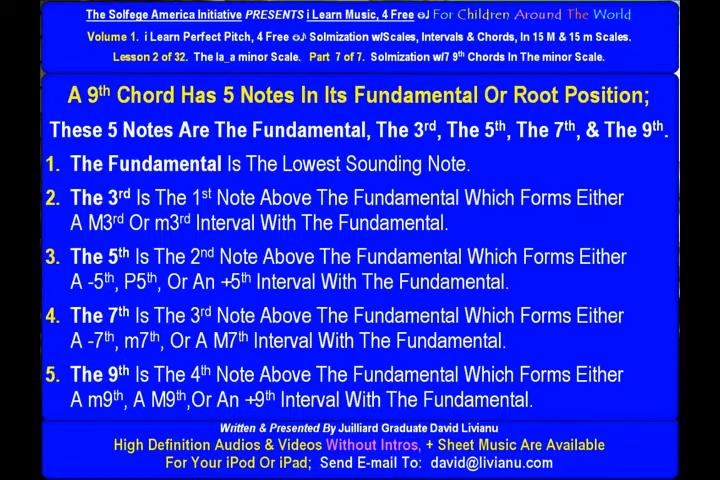 The Solfege America Initiative PRESENTS i Learn Music, 4 Free For Children Around The World
Volume 1. i Learn Perfect Pitch, 4 Free Solmization w/Scales, Intervals & Chords, In 15 M & 15 m Scales.
Lesson 2 of 32. The la_a minor Scale. Part 7 of 7. Solmization w/7 9th Chords In The minor Scale.
A 9th Chord Has 5 Notes In Its Fundamental Or Root Position;
These 5 Notes Are The Fundamental, The 3rd, The 5th, The 7th, & The 9th.
1. The Fundamental Is The Lowest Sounding Note.
2. The 3rd Is The 1st Note Above The Fundamental Which Forms Either
A M3rd Or m3rd Interval With The Fundamental.
3. The 5th Is The 2nd Note Above The Fundamental Which Forms Either
A -5th, P5th, Or An +5th Interval With The Fundamental.
4. The 7th Is The 3rd Note Above The Fundamental Which Forms Either
A -7th, m7th, Or A M7th Interval With The Fundamental.
5. The 9th Is The 4th Note Above The Fundamental Which Forms Either
A m9th, A M9th,Or An +9th Interval With The Fundamental.
Written & Presented By Juilliard Graduate David Livianu
High Definition Audios & Videos Without Intros, + Sheet Music Are Available
For Your iPod Or iPad; Send E-mail To: david@livianu.com